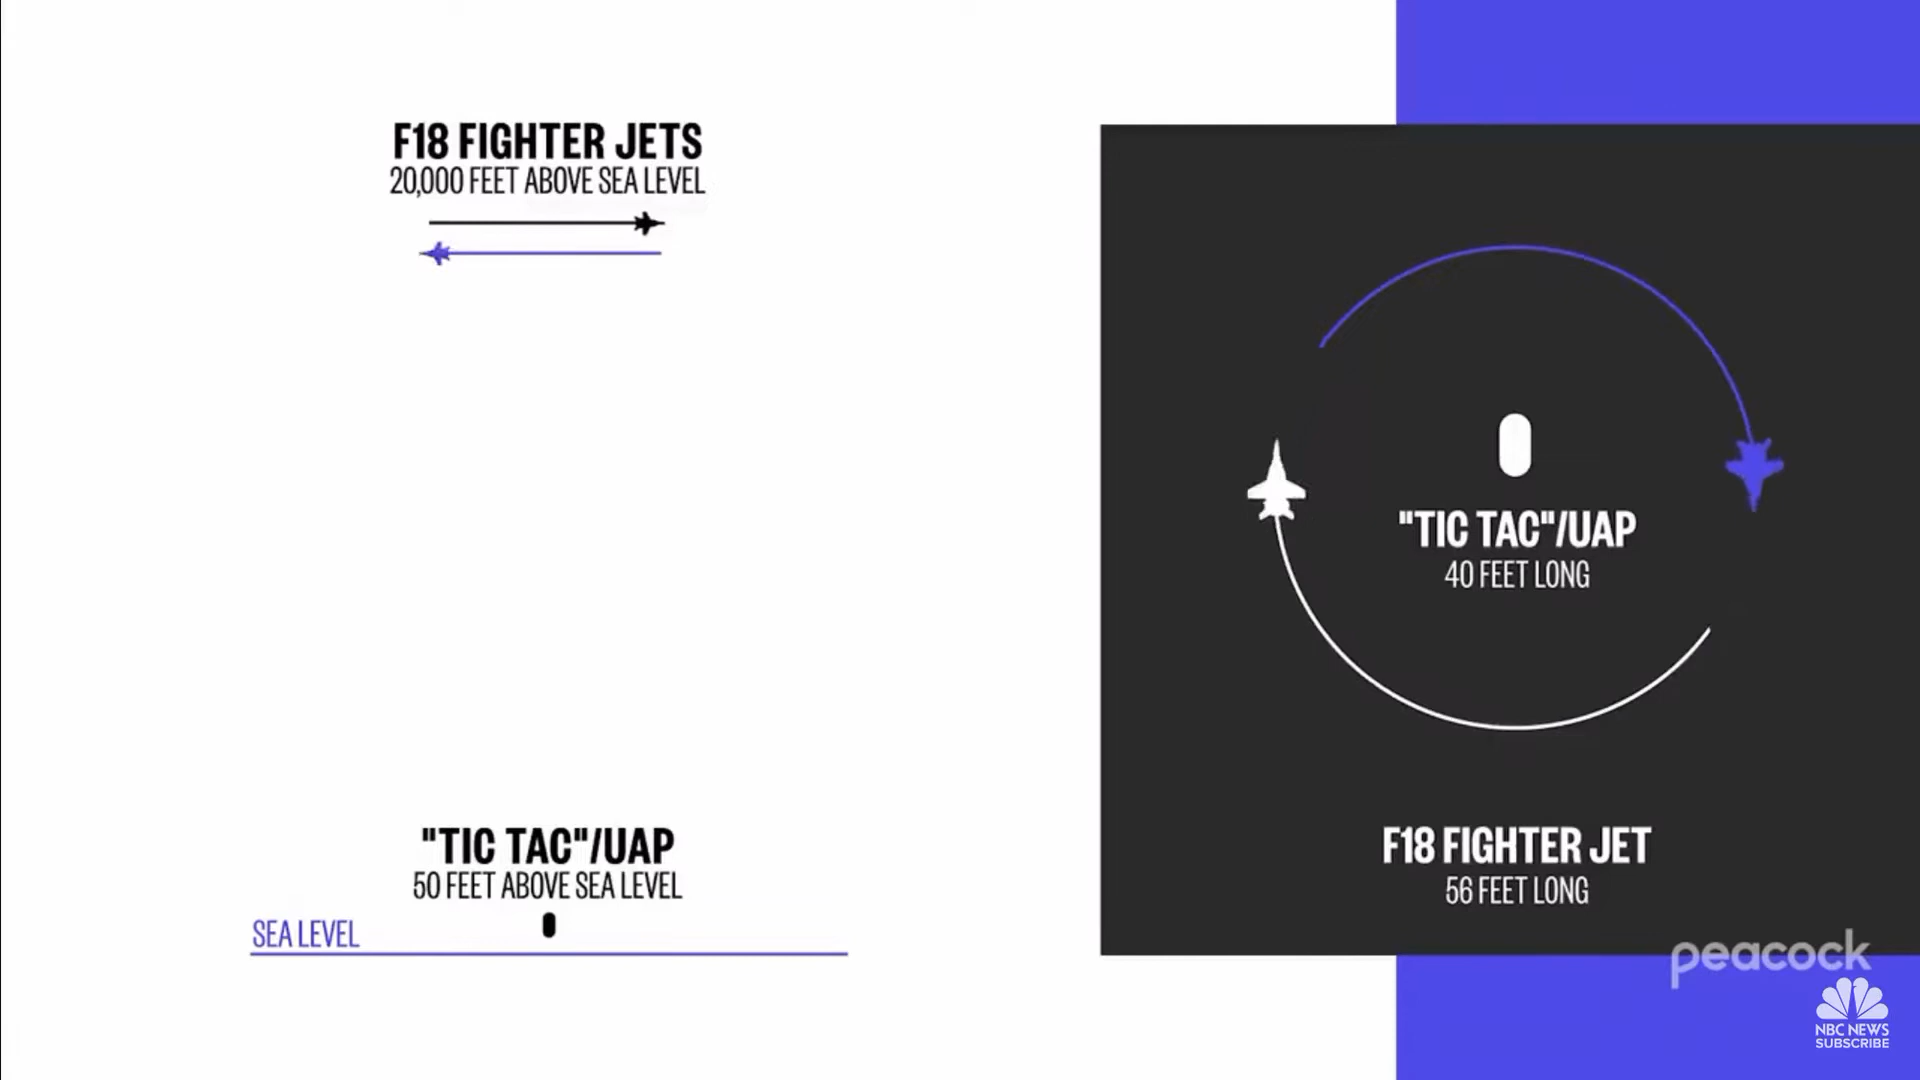 F18 FIGHTER JETS
20,000 FEET ABOVE SEA LEVEL
"TIC TAC"/UAP
50 FEET ABOVE SEA LEVEL
SEA LEVEL
"TIC TAC"/UAP
40 FEET LONG
F18 FIGHTER JET
56 FEET LONG
peacock
NBC NEWS
SUBSCRIBE